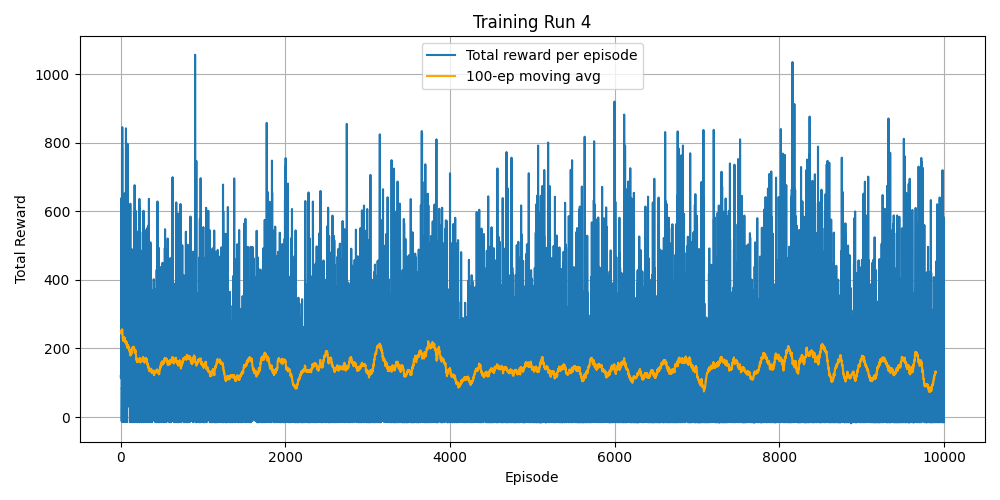 Training Run 4
Total reward per episode
100-ep moving avg
Total Reward
1000
800
600
400
200
0
0 2000 4000 6000 8000 10000
Episode